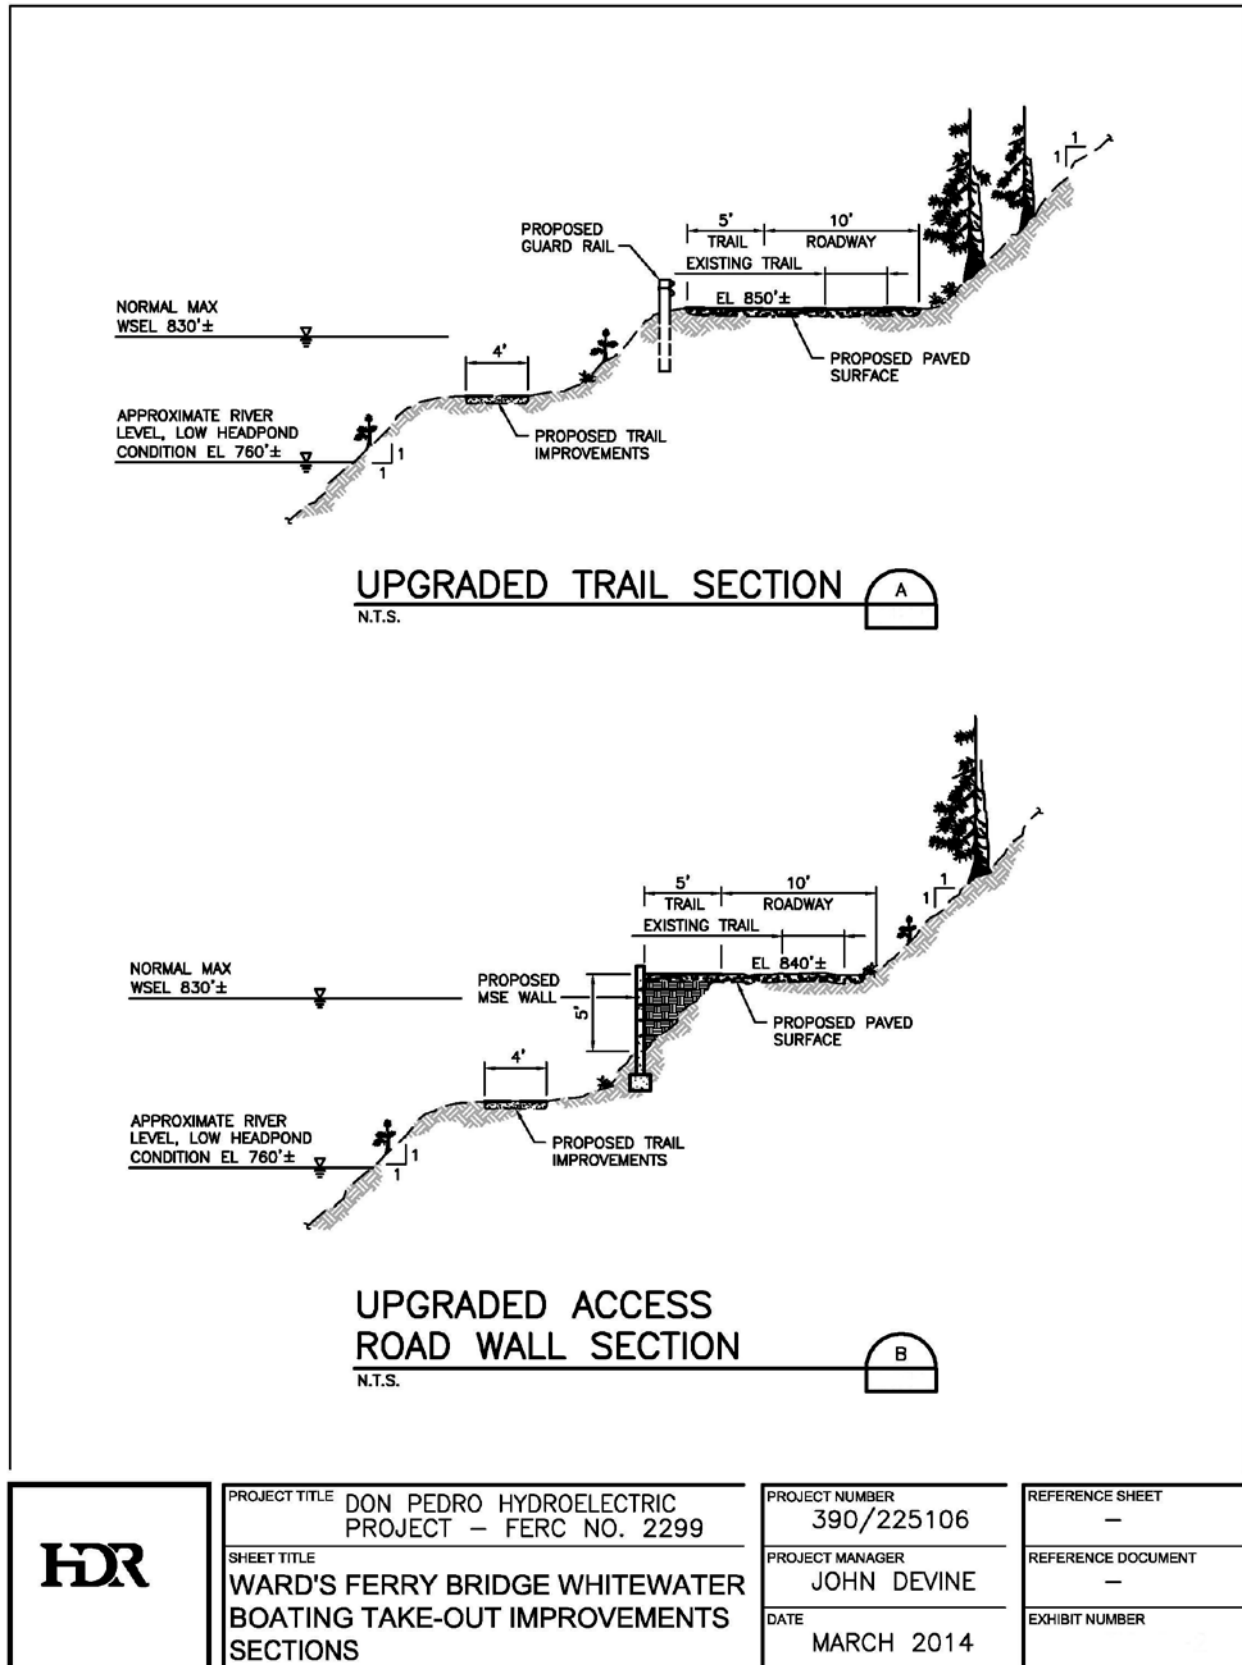 1
1
5'
10'
PROPOSED
GUARD RAIL
TRAIL
ROADWAY
EXISTING TRAIL
EL 850'±
NORMAL MAX
WSEL 830'±
4'
PROPOSED PAVED
SURFACE
APPROXIMATE RIVER
LEVEL, LOW HEADPOND
CONDITION EL 760'±
PROPOSED TRAIL
IMPROVEMENTS
1
1
UPGRADED TRAIL SECTION
A
N.T.S.
5'
10'
TRAIL
ROADWAY
1
1
EXISTING TRAIL
EL 840'±
NORMAL MAX
WSEL 830'±
PROPOSED
MSE WALL
5'
PROPOSED PAVED
SURFACE
4'
APPROXIMATE RIVER
LEVEL, LOW HEADPOND
CONDITION EL 760'±
PROPOSED TRAIL
IMPROVEMENTS
1
1
UPGRADED ACCESS
ROAD WALL SECTION
B
N.T.S.
HDR
PROJECT TITLE
DON PEDRO HYDROELECTRIC
PROJECT – FERC NO. 2299
SHEET TITLE
WARD'S FERRY BRIDGE WHITEWATER
BOATING TAKE-OUT IMPROVEMENTS
SECTIONS
PROJECT NUMBER
390/225106
PROJECT MANAGER
JOHN DEVINE
DATE
MARCH 2014
REFERENCE SHEET
–
REFERENCE DOCUMENT
–
EXHIBIT NUMBER